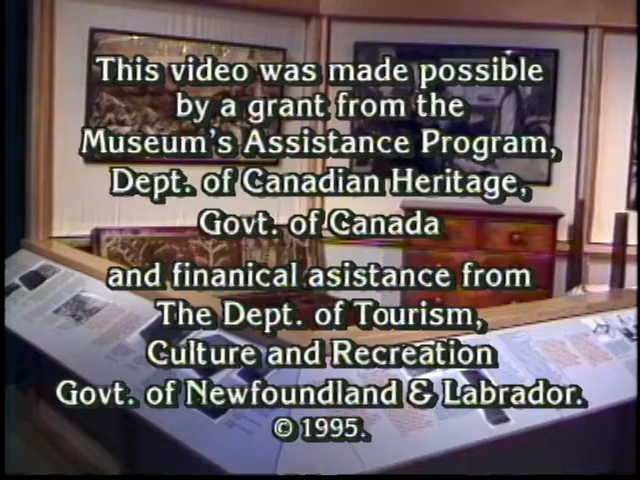 This video was made possible
by a grant from the
Museum's Assistance Program,
Dept. of Canadian Heritage,
Govt. of Canada
and finanical asistance from
The Dept. of Tourism,
Culture and Recreation
Govt. of Newfoundland & Labrador.
© 1995.